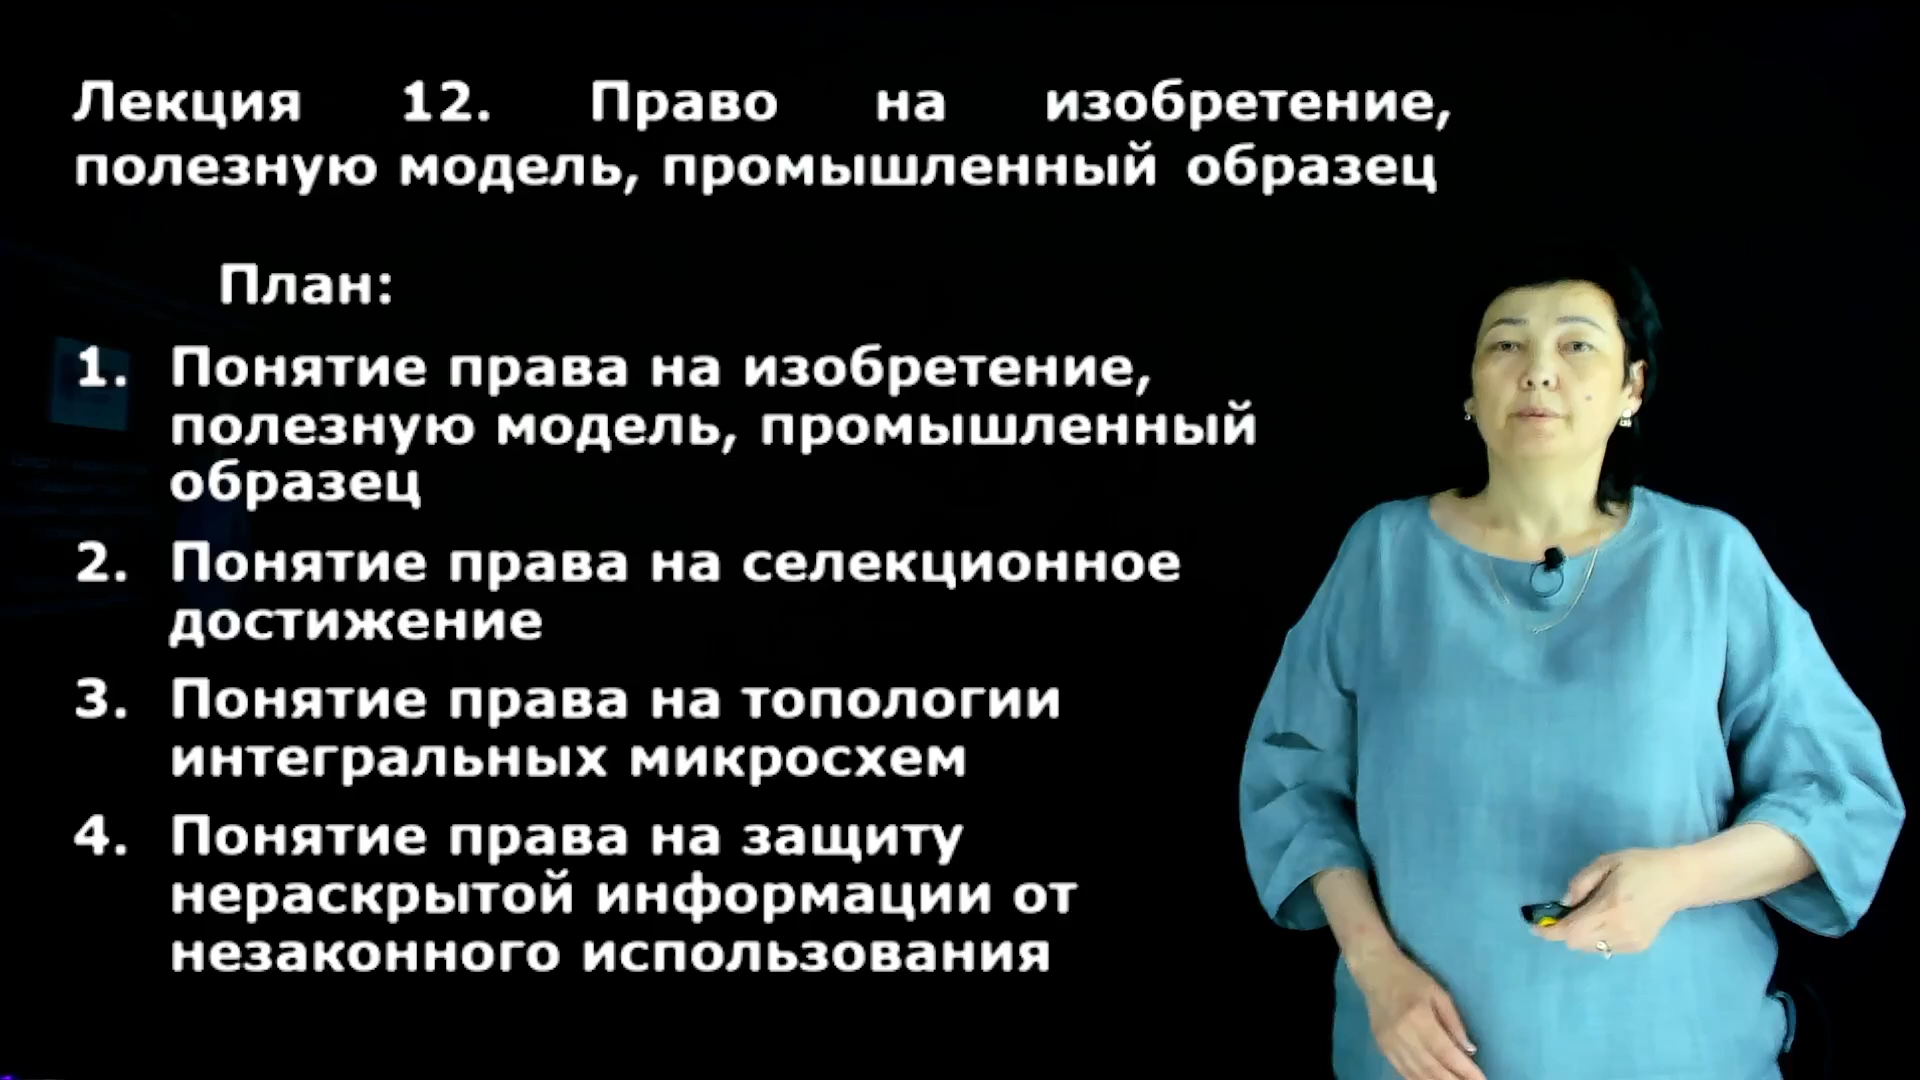 Лекция 12. Право на изобретение,
полезную модель, промышленный образец
План:
1. Понятие права на изобретение,
полезную модель, промышленный
образец
2. Понятие права на селекционное
достижение
3. Понятие права на топологии
интегральных микросхем
4. Понятие права на защиту
нераскрытой информации от
незаконного использования